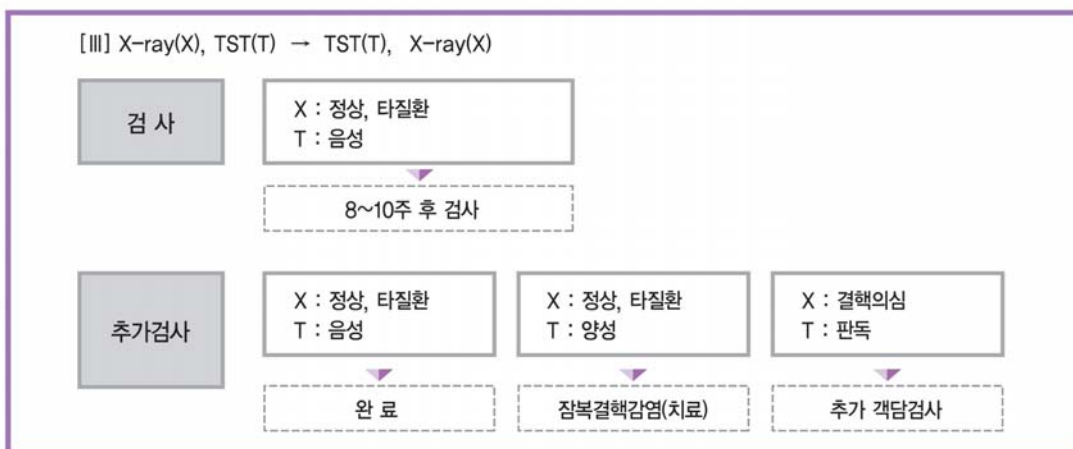 [Ⅲ] X-ray(X), TST(T) → TST(T), X-ray(X)
검 사
X : 정상, 타질환
T : 음성
8~10주 후 검사
추가검사
X : 정상, 타질환
T : 음성
완 료
X : 정상, 타질환
T : 양성
잠복결핵감염(치료)
X : 결핵의심
T : 판독
추가 객담검사